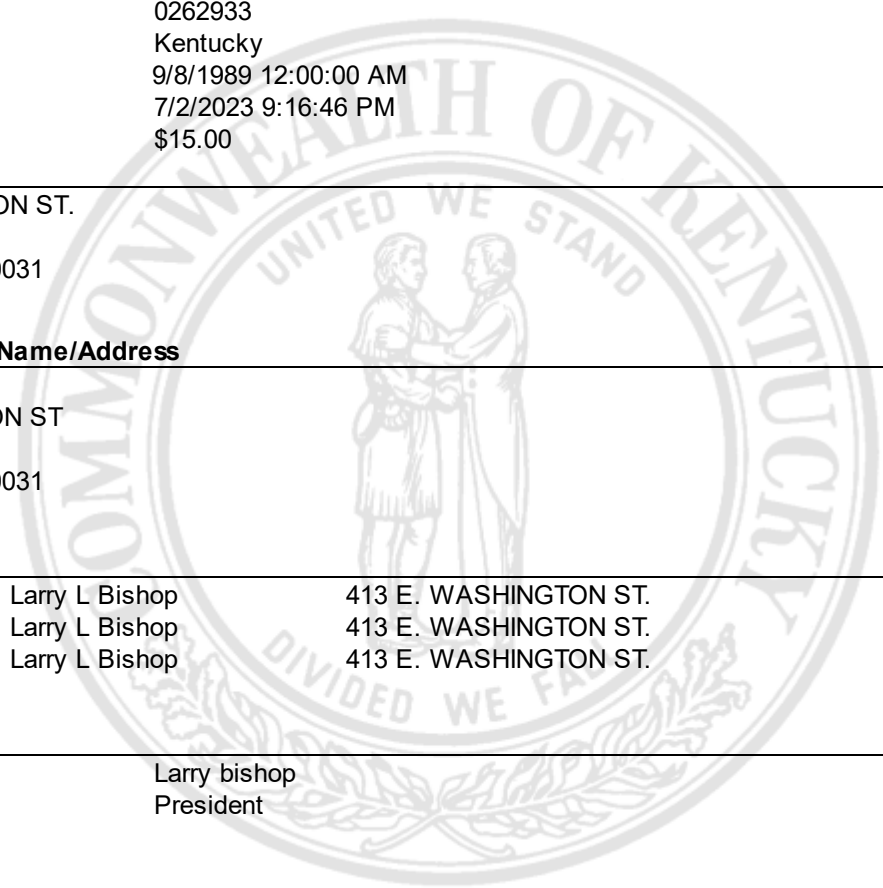 0262933
Kentucky
9/8/1989 12:00:00 AM
7/2/2023 9:16:46 PM
$15.00
ON ST.
0031
Name/Address
ON ST
0031
Larry L Bishop 413 E. WASHINGTON ST.
Larry L Bishop 413 E. WASHINGTON ST.
Larry L Bishop 413 E. WASHINGTON ST.
Larry bishop
President
COMMONWEALTH OF KENTUCKY
UNITED WE STAND
DIVIDED WE FALL